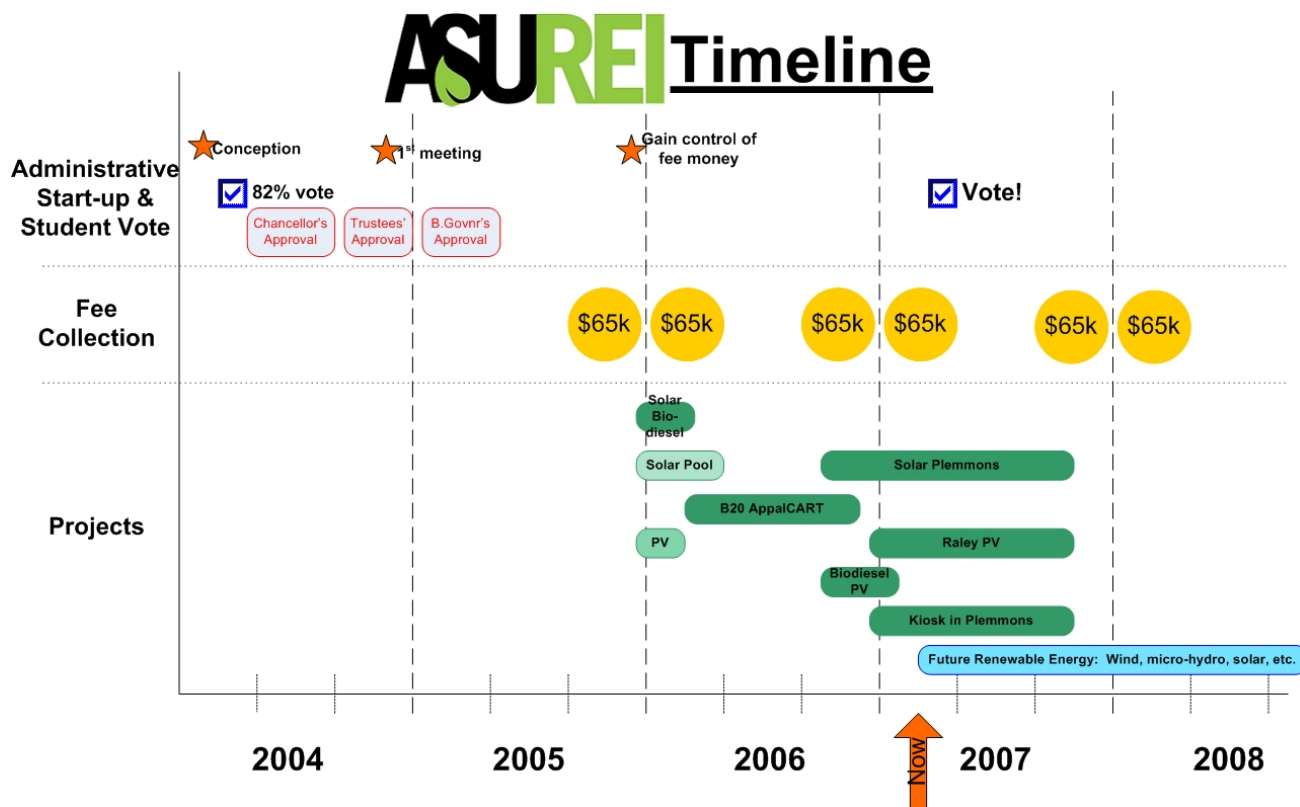 ASUREI Timeline
Conception
1st meeting
Gain control of
fee money
Administrative
Start-up &
Student Vote
82% vote
Vote!
Chancellor's
Approval
Trustees'
Approval
B.Govnr's
Approval
Fee
Collection
$65k
$65k
$65k
$65k
$65k
$65k
Projects
Solar
Bio-
diesel
Solar Pool
Solar Plemmons
B20 AppalCART
PV
Raley PV
Biodiesel
PV
Kiosk in Plemmons
Future Renewable Energy: Wind, micro-hydro, solar, etc.
2004
2005
2006
2007
2008
Now